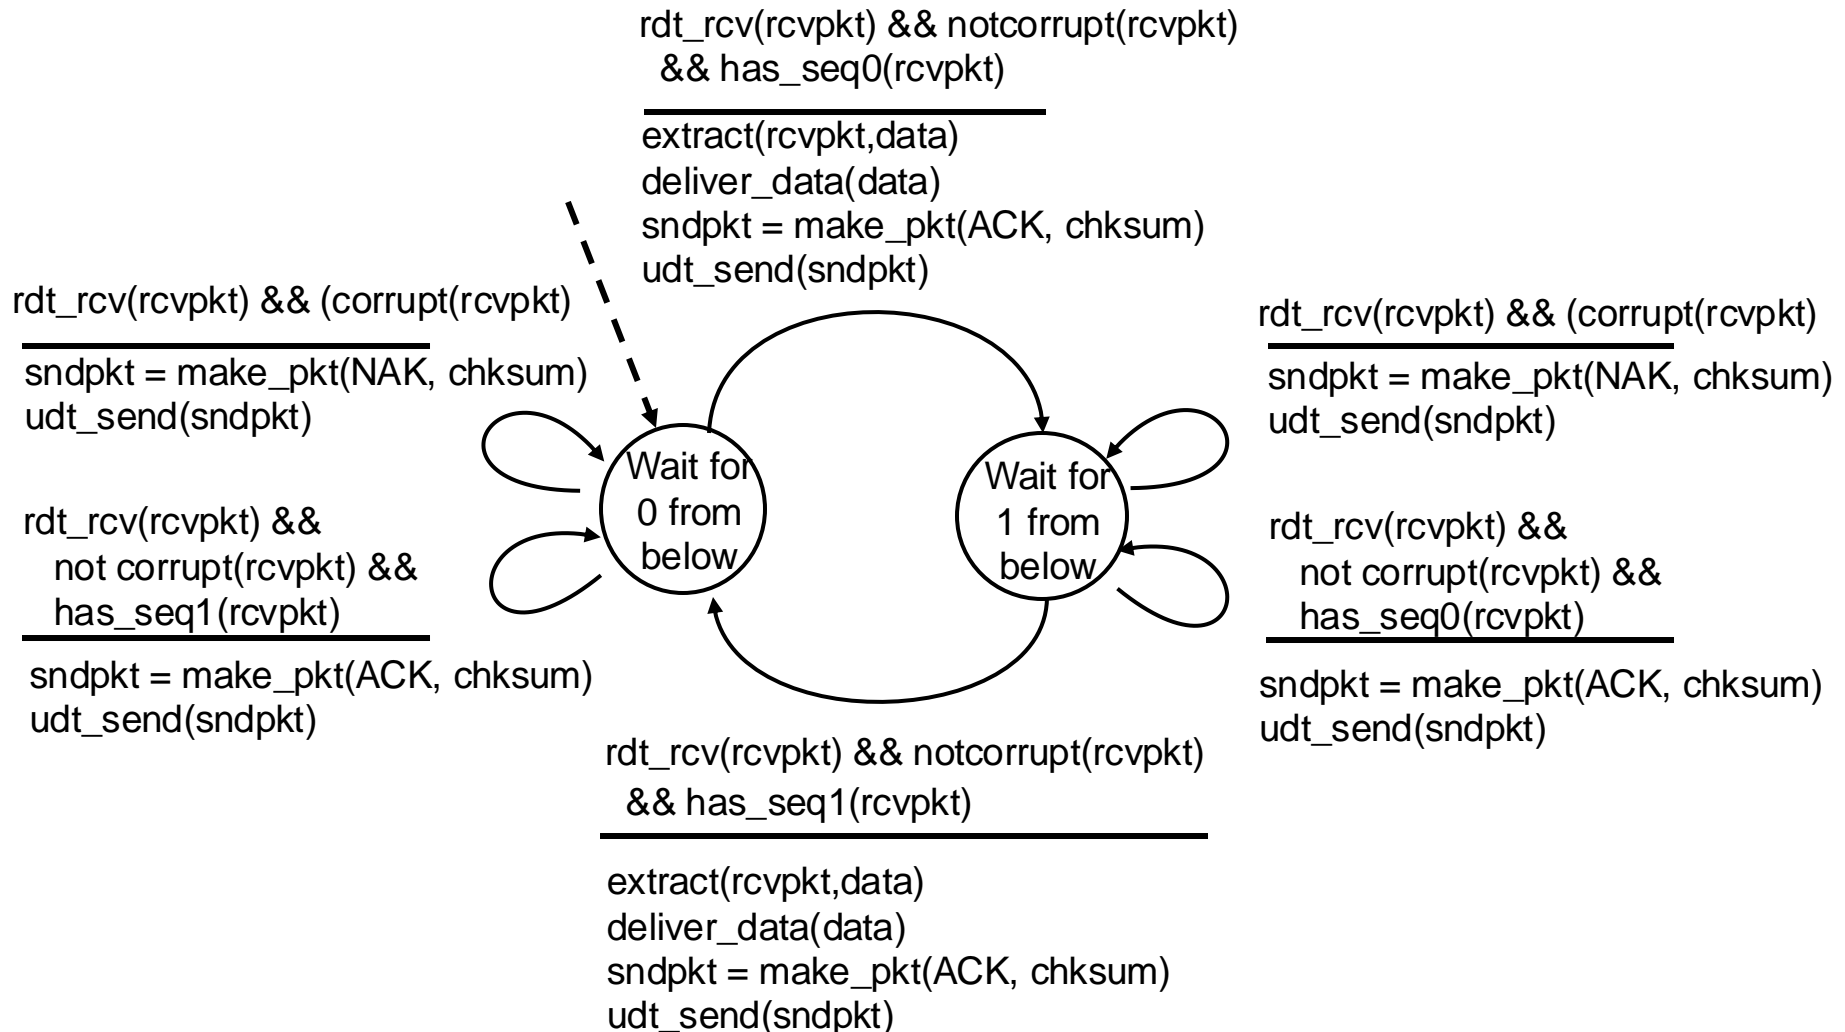 rdt_rcv(rcvpkt) && notcorrupt(rcvpkt)
&& has_seq0(rcvpkt)
extract(rcvpkt,data)
deliver_data(data)
sndpkt = make_pkt(ACK, chksum)
udt_send(sndpkt)
rdt_rcv(rcvpkt) && (corrupt(rcvpkt)
sndpkt = make_pkt(NAK, chksum)
udt_send(sndpkt)
rdt_rcv(rcvpkt) &&
not corrupt(rcvpkt) &&
has_seq1(rcvpkt)
sndpkt = make_pkt(ACK, chksum)
udt_send(sndpkt)
Wait for
0 from
below
Wait for
1 from
below
rdt_rcv(rcvpkt) && (corrupt(rcvpkt)
sndpkt = make_pkt(NAK, chksum)
udt_send(sndpkt)
rdt_rcv(rcvpkt) &&
not corrupt(rcvpkt) &&
has_seq0(rcvpkt)
sndpkt = make_pkt(ACK, chksum)
udt_send(sndpkt)
rdt_rcv(rcvpkt) && notcorrupt(rcvpkt)
&& has_seq1(rcvpkt)
extract(rcvpkt,data)
deliver_data(data)
sndpkt = make_pkt(ACK, chksum)
udt_send(sndpkt)